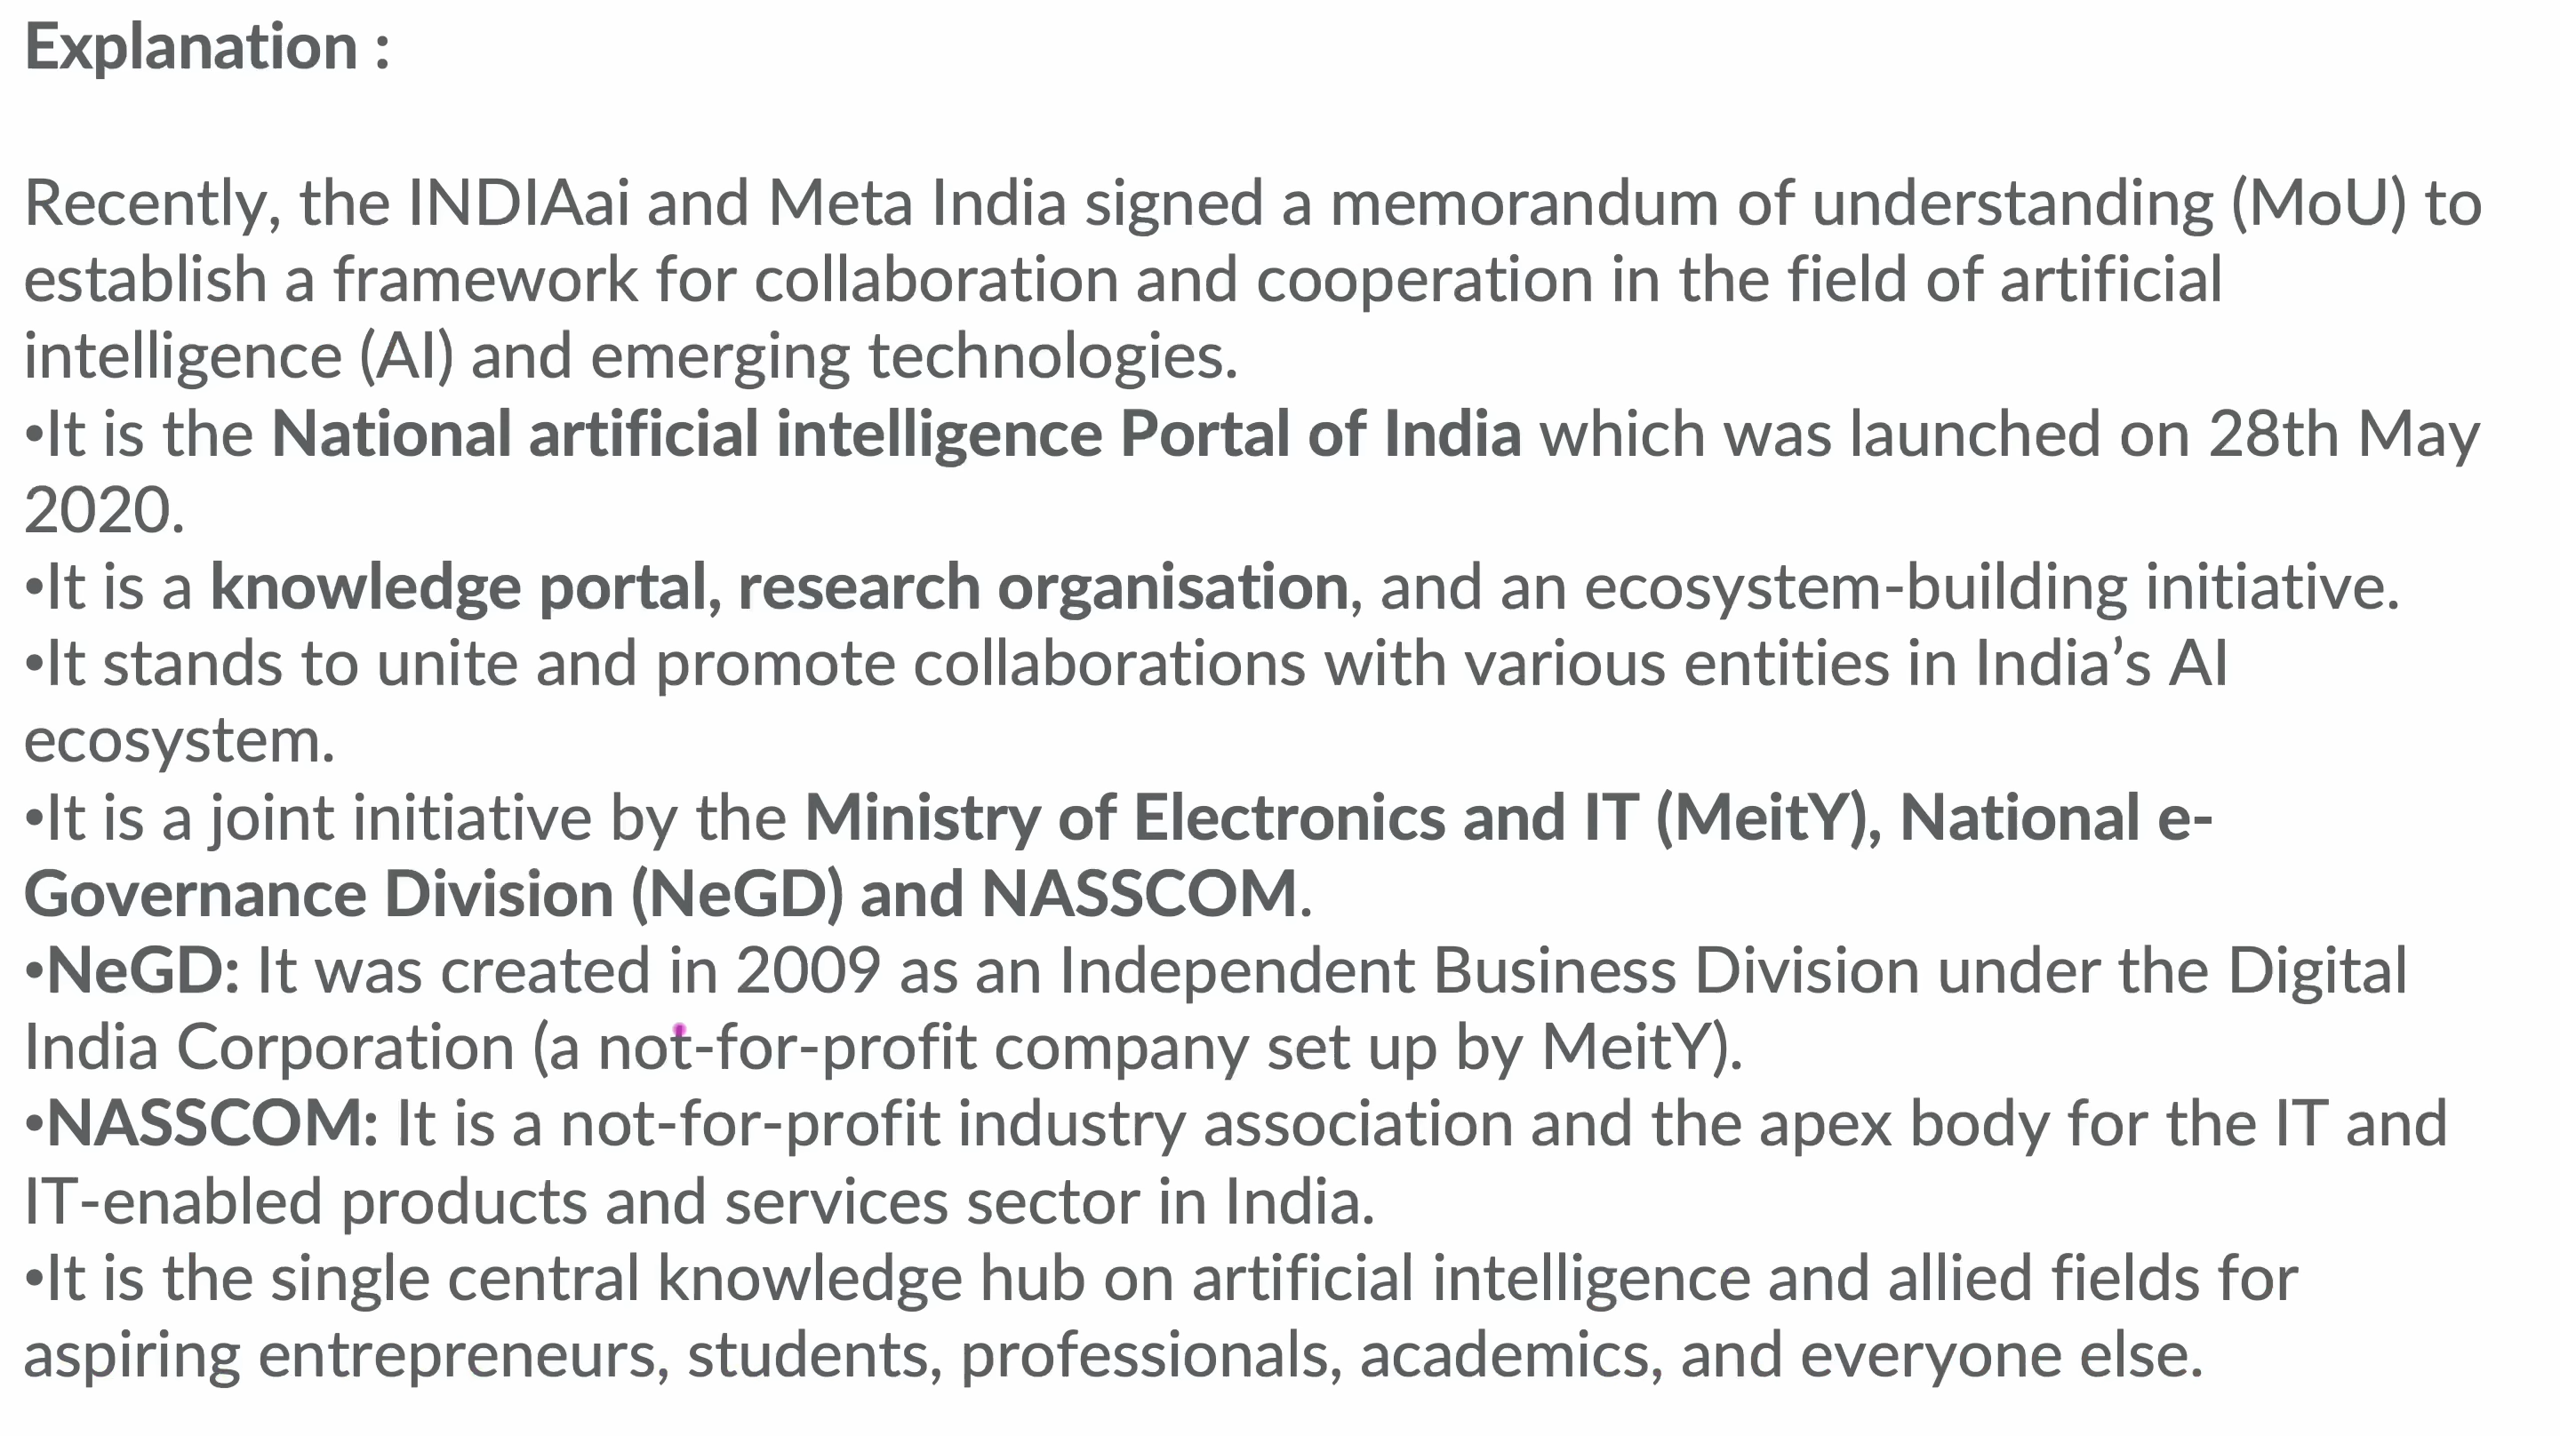 Explanation :
Recently, the INDIAai and Meta India signed a memorandum of understanding (MoU) to
establish a framework for collaboration and cooperation in the field of artificial
intelligence (AI) and emerging technologies.
•It is the National artificial intelligence Portal of India which was launched on 28th May
2020.
•It is a knowledge portal, research organisation, and an ecosystem-building initiative.
•It stands to unite and promote collaborations with various entities in India’s AI
ecosystem.
•It is a joint initiative by the Ministry of Electronics and IT (MeitY), National e-
Governance Division (NeGD) and NASSCOM.
•NeGD: It was created in 2009 as an Independent Business Division under the Digital
India Corporation (a not-for-profit company set up by MeitY).
•NASSCOM: It is a not-for-profit industry association and the apex body for the IT and
IT-enabled products and services sector in India.
•It is the single central knowledge hub on artificial intelligence and allied fields for
aspiring entrepreneurs, students, professionals, academics, and everyone else.